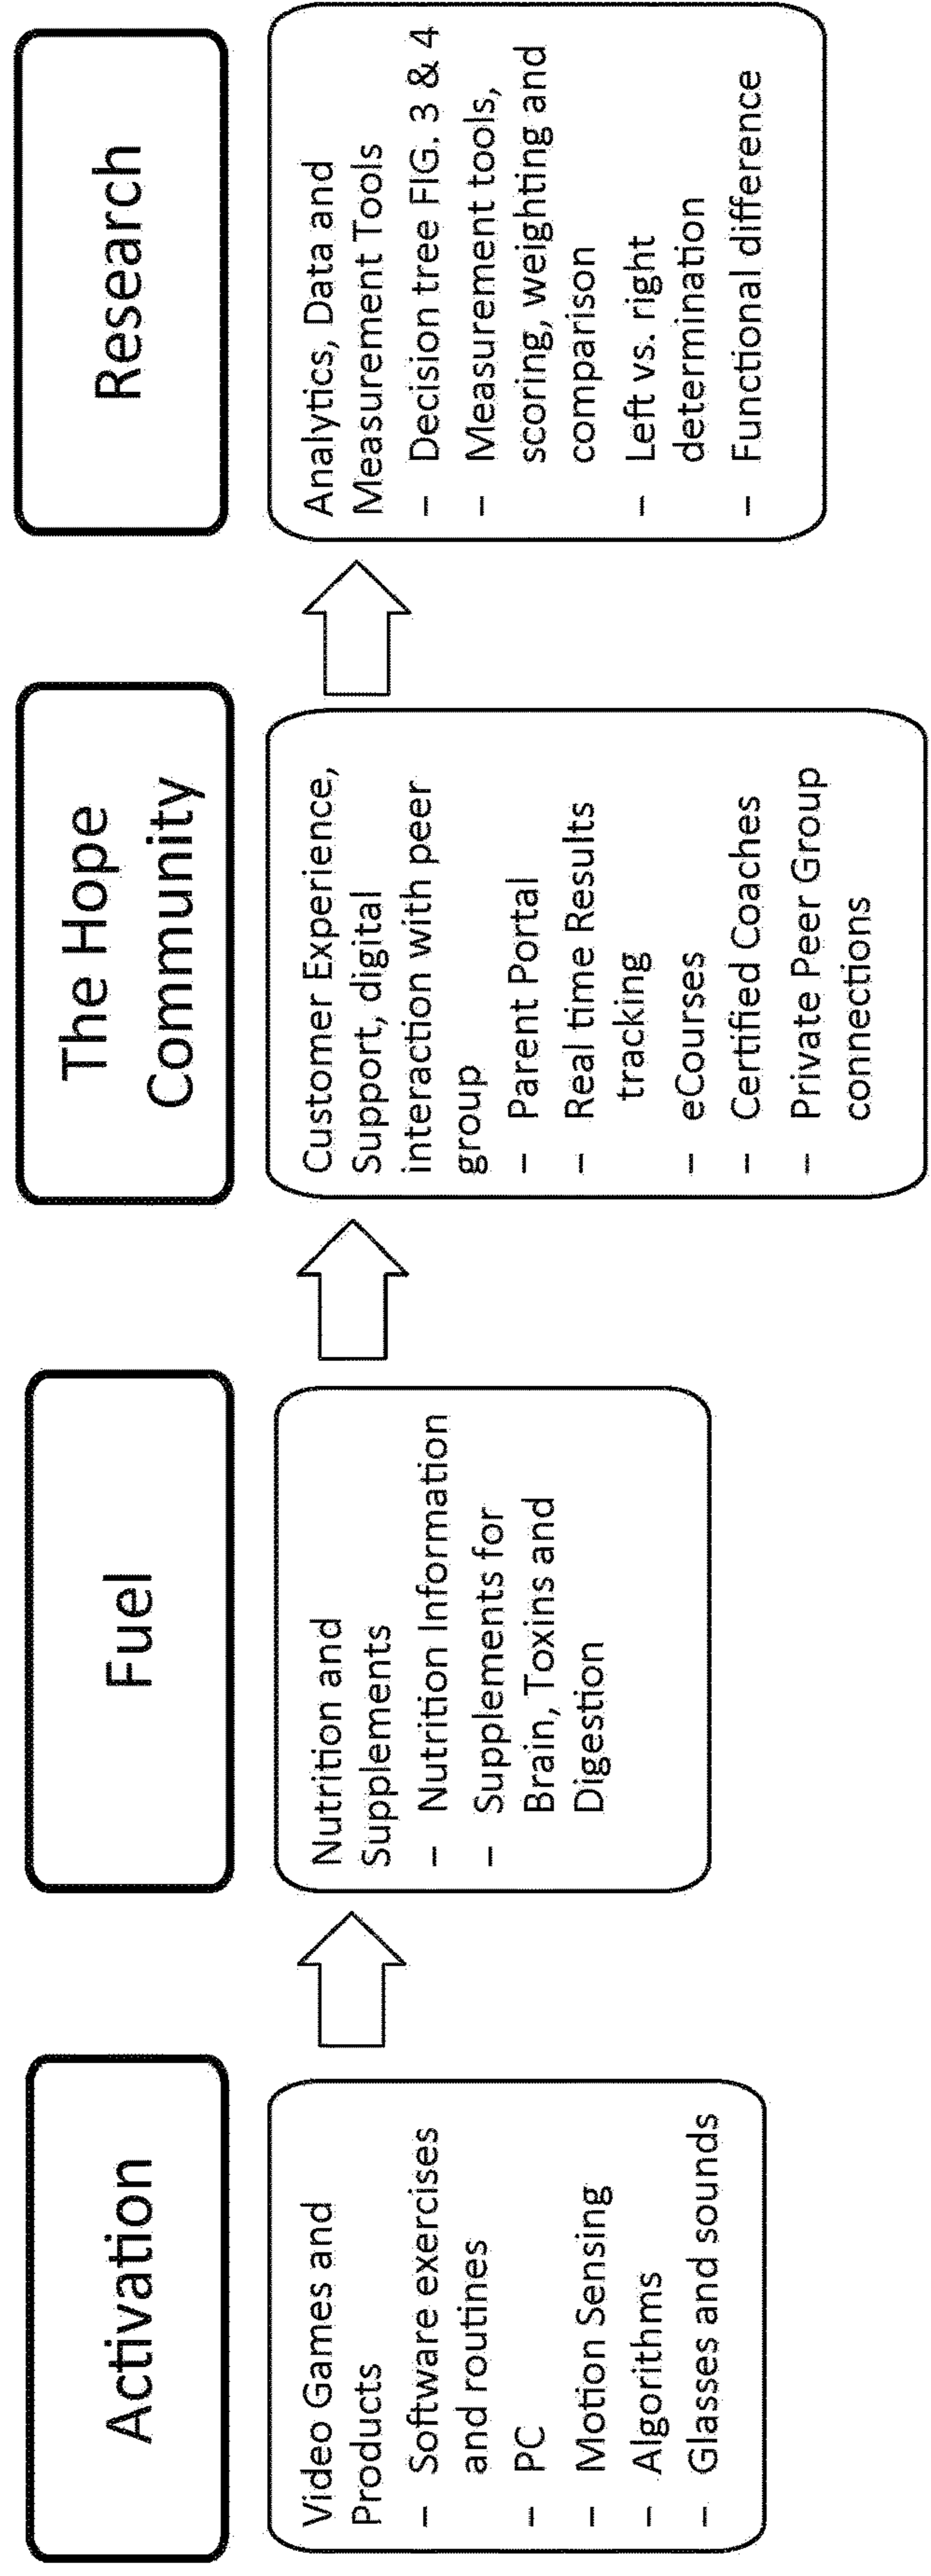 Activation
Video Games and
Products
– Software exercises
and routines
– PC
– Motion Sensing
– Algorithms
– Glasses and sounds
Fuel
Nutrition and
Supplements
– Nutrition Information
– Supplements for
Brain, Toxins and
Digestion
The Hope
Community
Customer Experience,
Support, digital
interaction with peer
group
– Parent Portal
– Real time Results
tracking
– eCourses
– Certified Coaches
– Private Peer Group
connections
Research
Analytics, Data and
Measurement Tools
– Decision tree FIG. 3 & 4
– Measurement tools,
scoring, weighting and
comparison
– Left vs. right
determination
– Functional difference